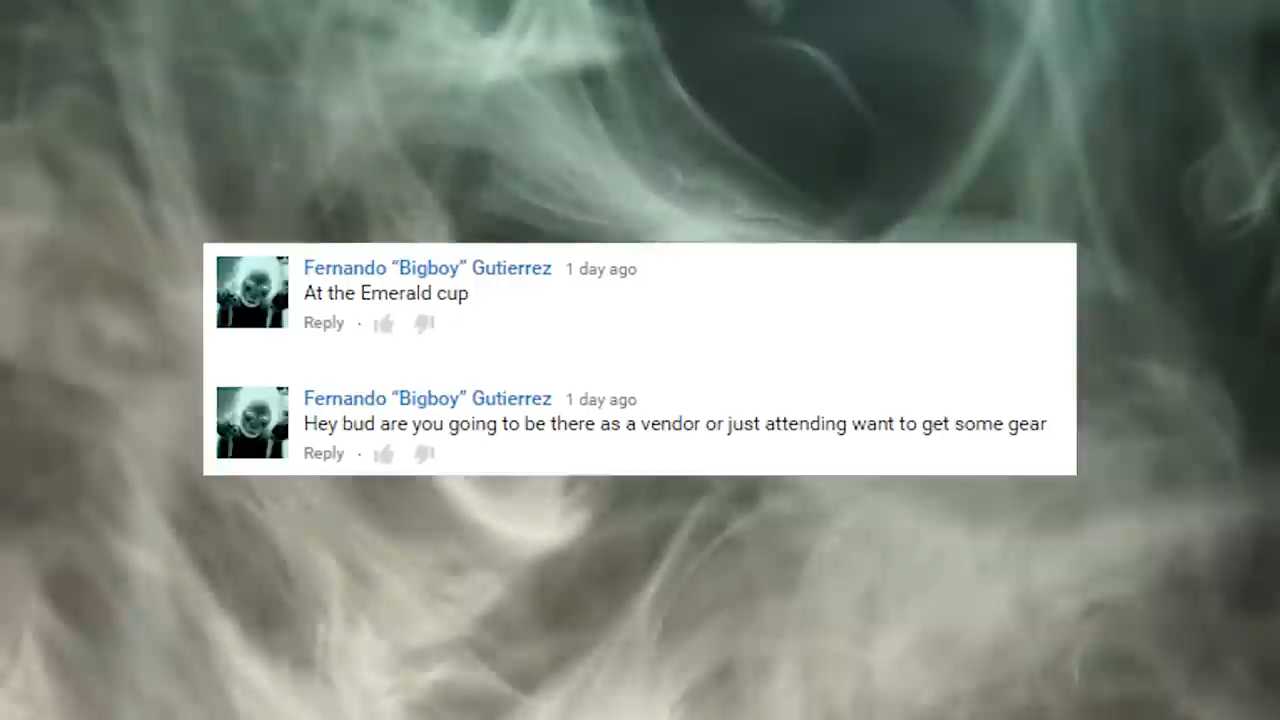 Fernando “Bigboy” Gutierrez 1 day ago
At the Emerald cup
Reply ·
Fernando “Bigboy” Gutierrez 1 day ago
Hey bud are you going to be there as a vendor or just attending want to get some gear
Reply ·